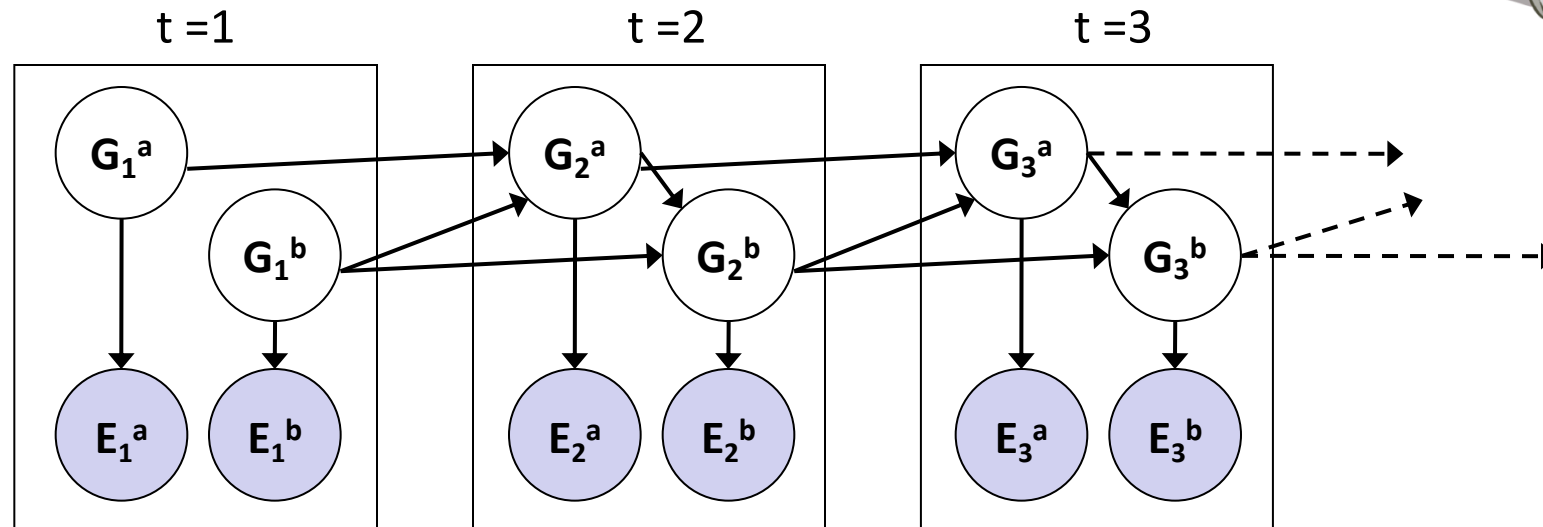 t =1 t =2 t =3
G₁ᵃ G₂ᵃ G₃ᵃ
G₁ᵇ G₂ᵇ G₃ᵇ
E₁ᵃ E₁ᵇ E₂ᵃ E₂ᵇ E₃ᵃ E₃ᵇ